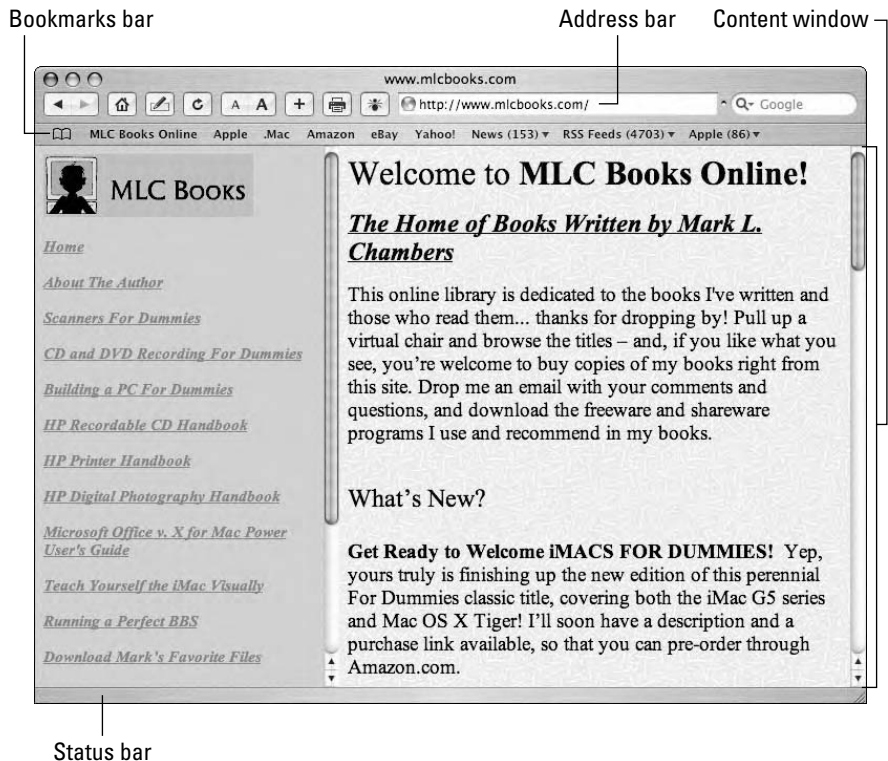 Bookmarks bar
Address bar
Content window
www.mlcbooks.com
A A +
http://www.mlcbooks.com/
Google
MLC Books Online Apple .Mac Amazon eBay Yahoo! News (153) RSS Feeds (4703) Apple (86)
MLC BOOKS
Home
About The Author
Scanners For Dummies
CD and DVD Recording For Dummies
Building a PC For Dummies
HP Recordable CD Handbook
HP Printer Handbook
HP Digital Photography Handbook
Microsoft Office v. X for Mac Power
User's Guide
Teach Yourself the iMac Visually
Running a Perfect BBS
Download Mark's Favorite Files
Welcome to MLC Books Online!
The Home of Books Written by Mark L.
Chambers
This online library is dedicated to the books I've written and
those who read them... thanks for dropping by! Pull up a
virtual chair and browse the titles – and, if you like what you
see, you’re welcome to buy copies of my books right from
this site. Drop me an email with your comments and
questions, and download the freeware and shareware
programs I use and recommend in my books.
What’s New?
Get Ready to Welcome iMACS FOR DUMMIES! Yep,
yours truly is finishing up the new edition of this perennial
For Dummies classic title, covering both the iMac G5 series
and Mac OS X Tiger! I’ll soon have a description and a
purchase link available, so that you can pre-order through
Amazon.com.
Status bar